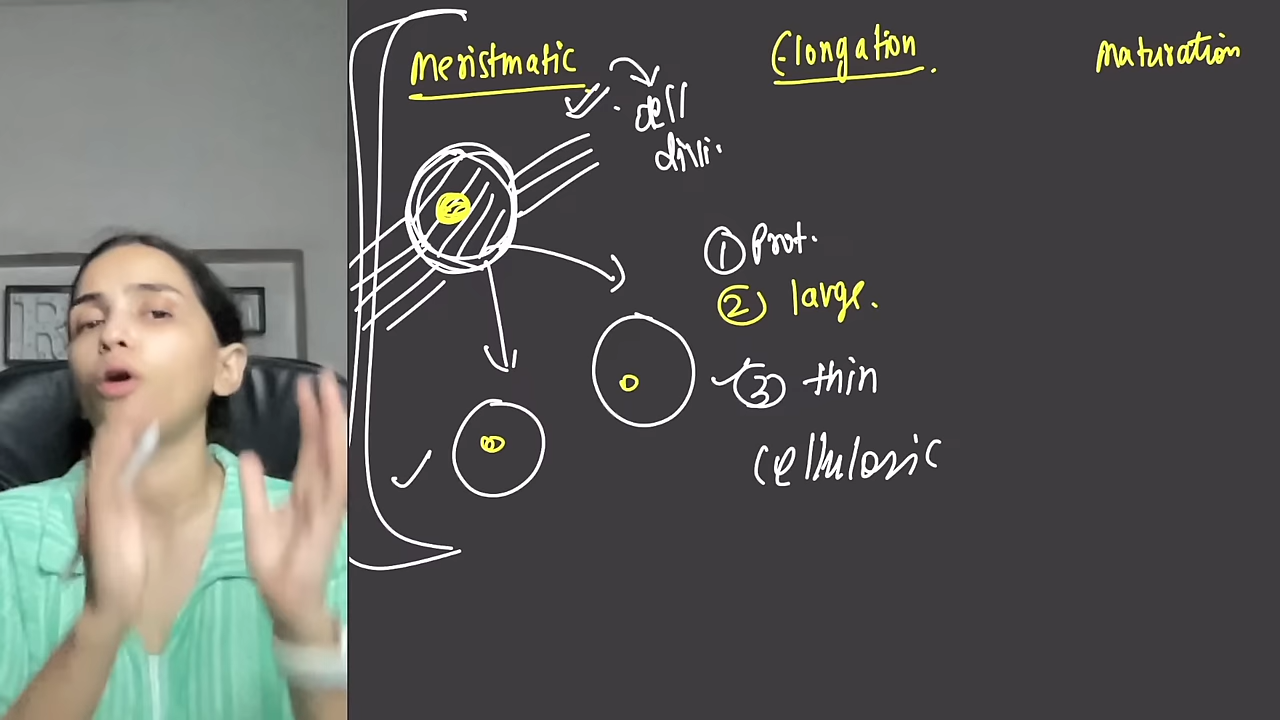 Meristmatic
Elongation.
Maturation
cell
divi.
① Prot.
② large.
③ thin
cellulosic